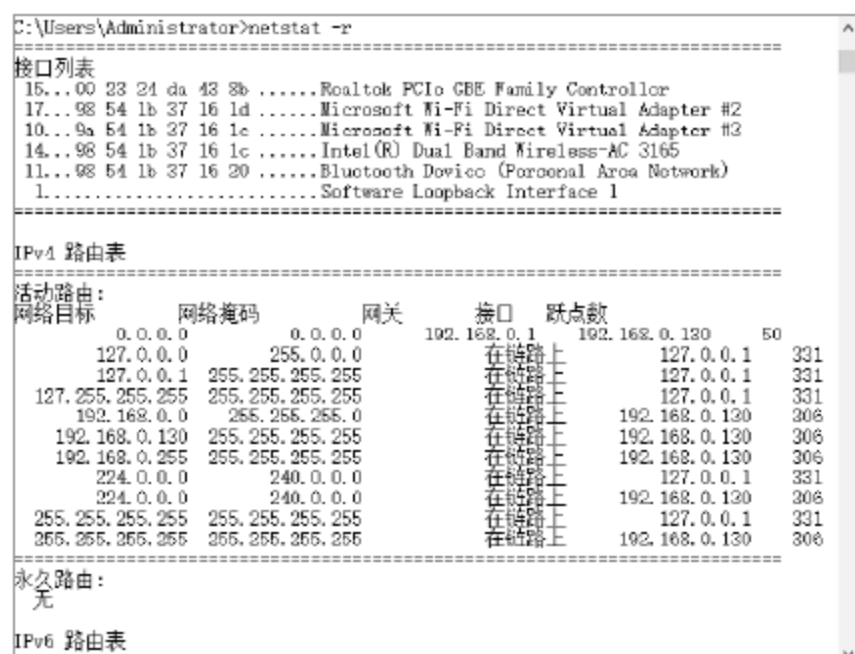 C:\Users\Administrator>netstat -r
===========================================================================
接口列表
 15...00 23 24 da 43 8b ......Realtek PCIe GBE Family Controller
 17...98 54 1b 37 16 1d ......Microsoft Wi-Fi Direct Virtual Adapter #2
 10...9a 54 1b 37 16 1c ......Microsoft Wi-Fi Direct Virtual Adapter #3
 14...98 54 1b 37 16 1c ......Intel(R) Dual Band Wireless-AC 3165
 11...98 54 1b 37 16 20 ......Bluetooth Device (Personal Area Network)
  1...........................Software Loopback Interface 1
===========================================================================
IPv4 路由表
===========================================================================
活动路由:
网络目标 网络掩码 网关 接口 跃点数
0.0.0.0 0.0.0.0 192.168.0.1 192.168.0.130 50
127.0.0.0 255.0.0.0 在链路上 127.0.0.1 331
127.0.0.1 255.255.255.255 在链路上 127.0.0.1 331
127.255.255.255 255.255.255.255 在链路上 127.0.0.1 331
192.168.0.0 255.255.255.0 在链路上 192.168.0.130 306
192.168.0.130 255.255.255.255 在链路上 192.168.0.130 306
192.168.0.255 255.255.255.255 在链路上 192.168.0.130 306
224.0.0.0 240.0.0.0 在链路上 127.0.0.1 331
224.0.0.0 240.0.0.0 在链路上 192.168.0.130 306
255.255.255.255 255.255.255.255 在链路上 127.0.0.1 331
255.255.255.255 255.255.255.255 在链路上 192.168.0.130 306
===========================================================================
永久路由:
无
IPv6 路由表